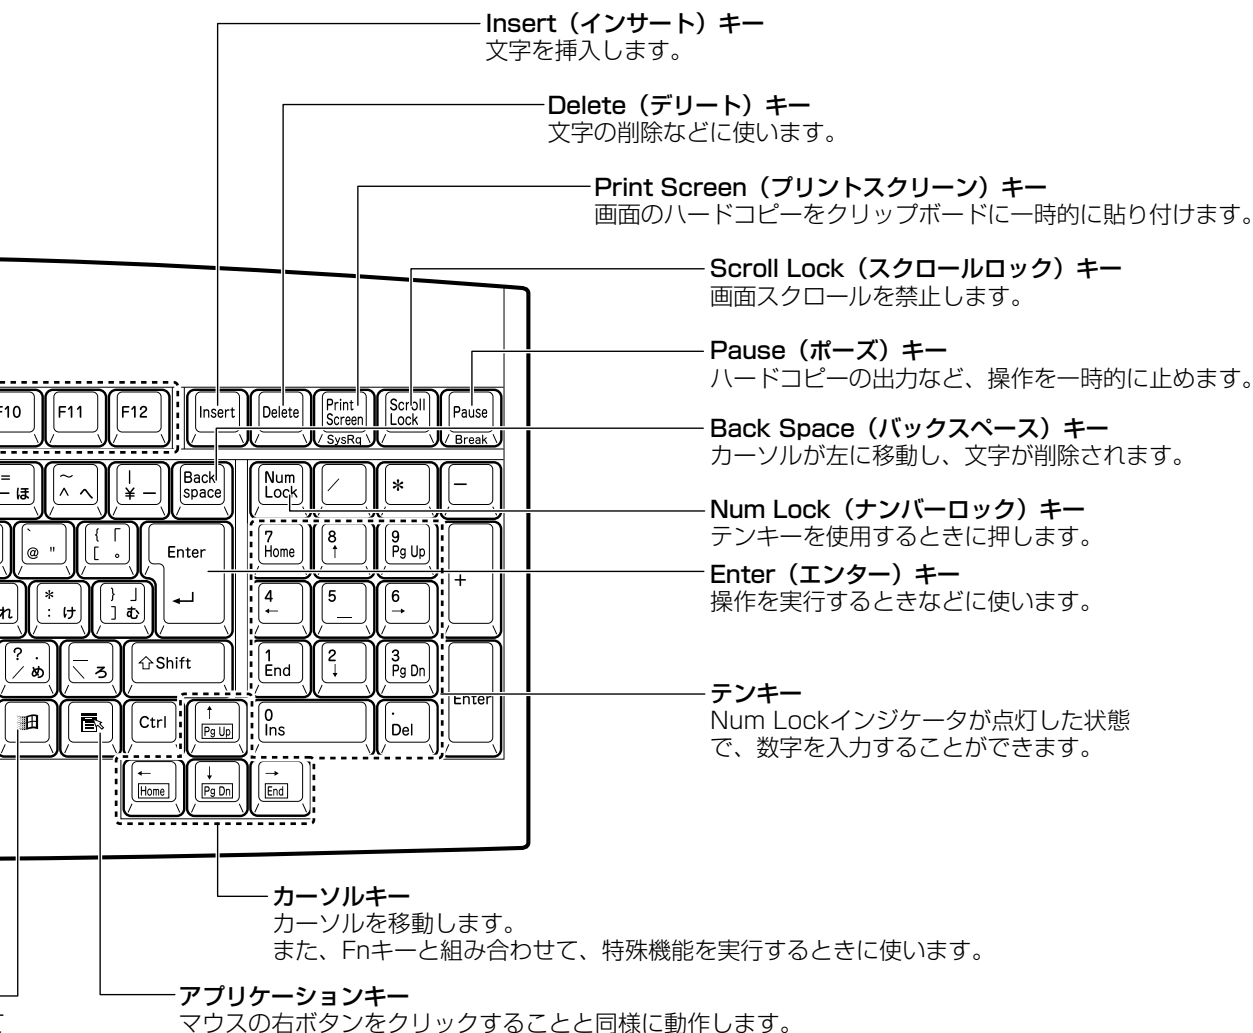 Insert（インサート）キー
文字を挿入します。
Delete（デリート）キー
文字の削除などに使います。
Print Screen（プリントスクリーン）キー
画面のハードコピーをクリップボードに一時的に貼り付けます。
Scroll Lock（スクロールロック）キー
画面スクロールを禁止します。
Pause（ポーズ）キー
ハードコピーの出力など、操作を一時的に止めます。
Back Space（バックスペース）キー
カーソルが左に移動し、文字が削除されます。
Num Lock（ナンバーロック）キー
テンキーを使用するときに押します。
Enter（エンター）キー
操作を実行するときなどに使います。
テンキー
Num Lockインジケータが点灯した状態
で、数字を入力することができます。
F11 F12 Insert Delete Print Screen SysRq Scroll Lock Pause Break
= － ほ ~ ^ へ | ¥ ー Back space Num Lock / * －
` @ ゛ { 「 [ ゜ Enter 7 Home 8 ↑ 9 Pg Up +
* : け } 」 ] む ↵ 4 ← 5 6 →
? ・ / め _ \ ろ ⇧Shift 1 End 2 ↓ 3 Pg Dn Enter
Ctrl ↑ Pg Up 0 Ins . Del
← Home ↓ Pg Dn → End
カーソルキー
カーソルを移動します。
また、Fnキーと組み合わせて、特殊機能を実行するときに使います。
アプリケーションキー
マウスの右ボタンをクリックすることと同様に動作します。